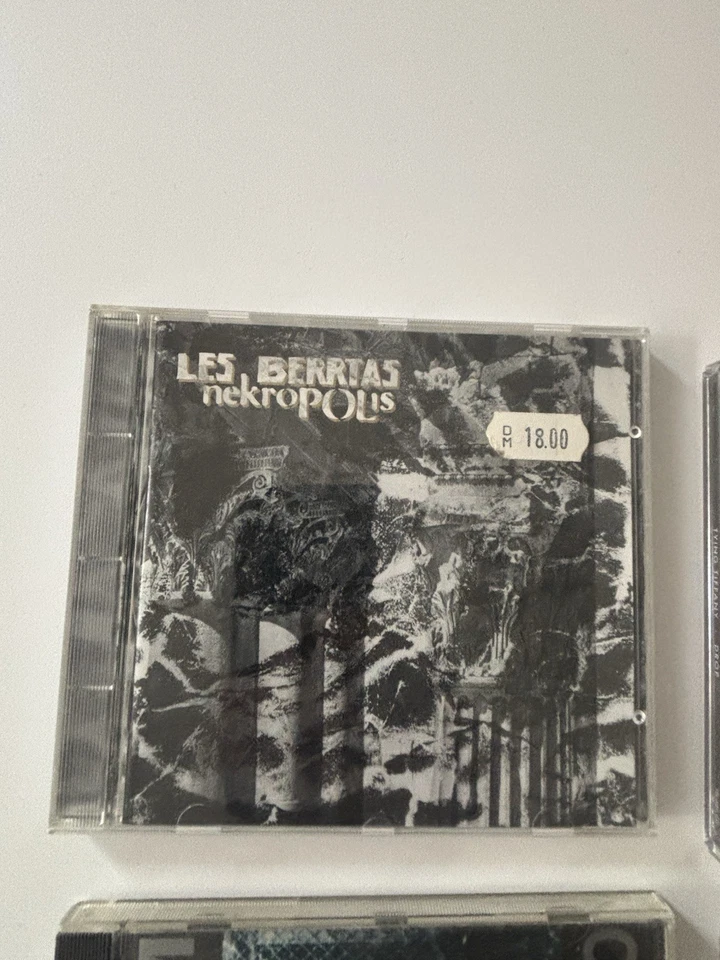 LES BERRTAS
nekroPOLis
DM 18.00